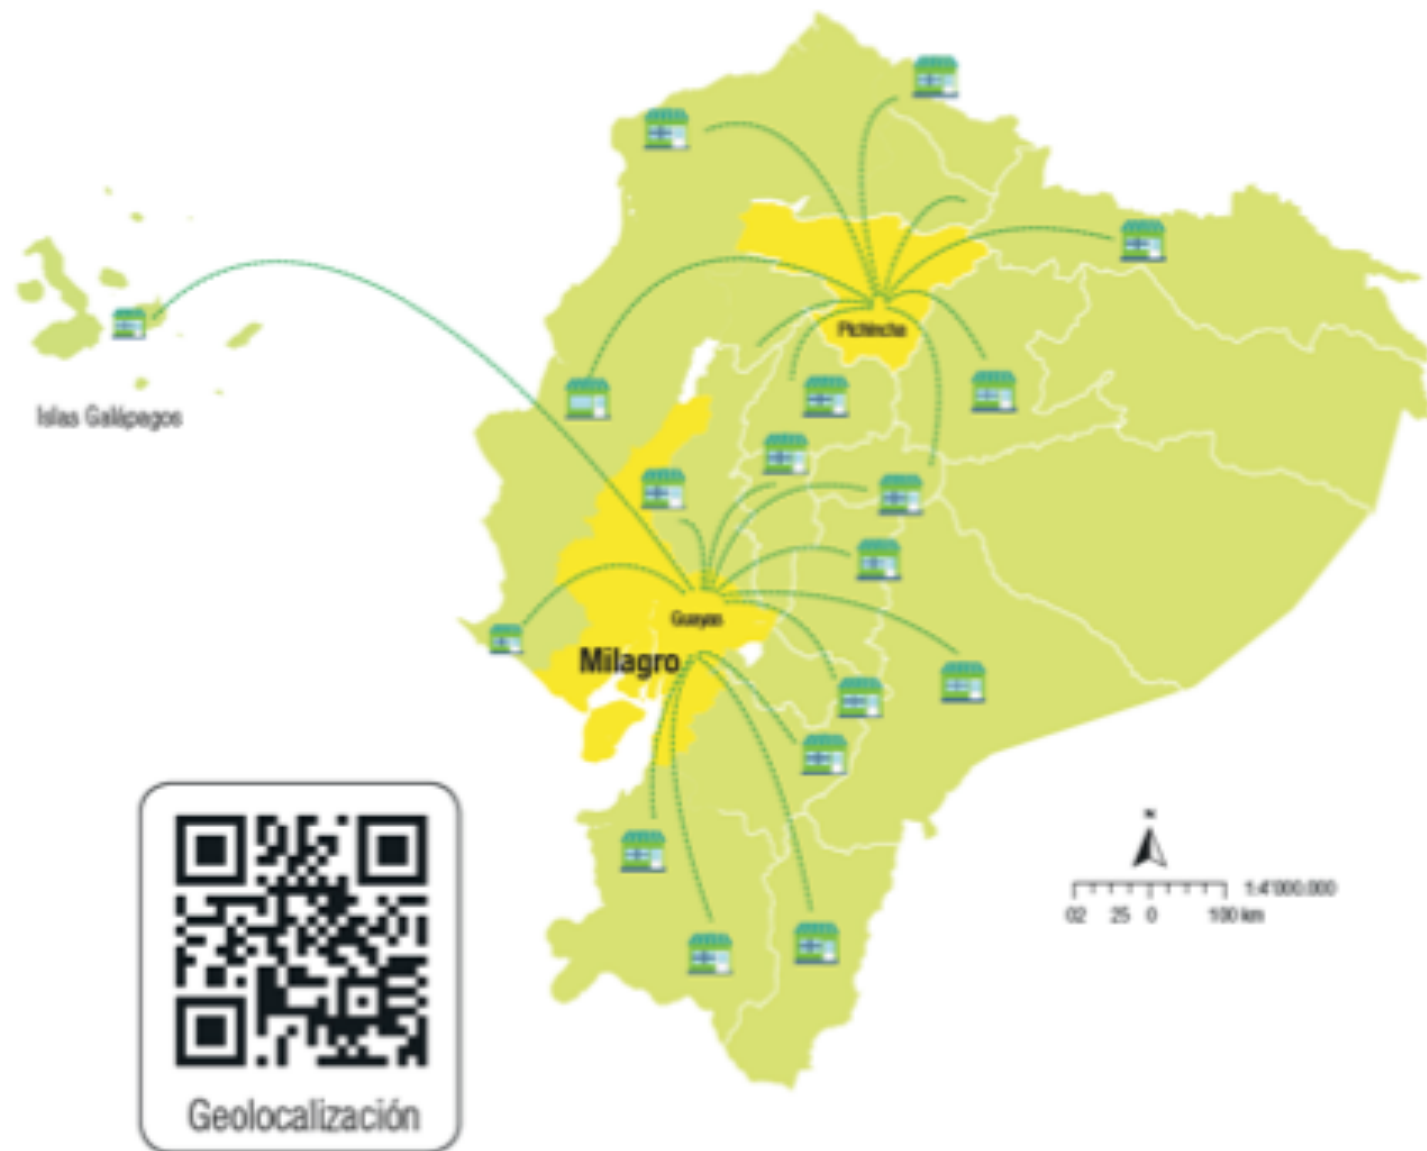 Pichincha
Islas Galápagos
Guayas
Milagro
1:4'000.000
02 25 0 100 km
Geolocalización